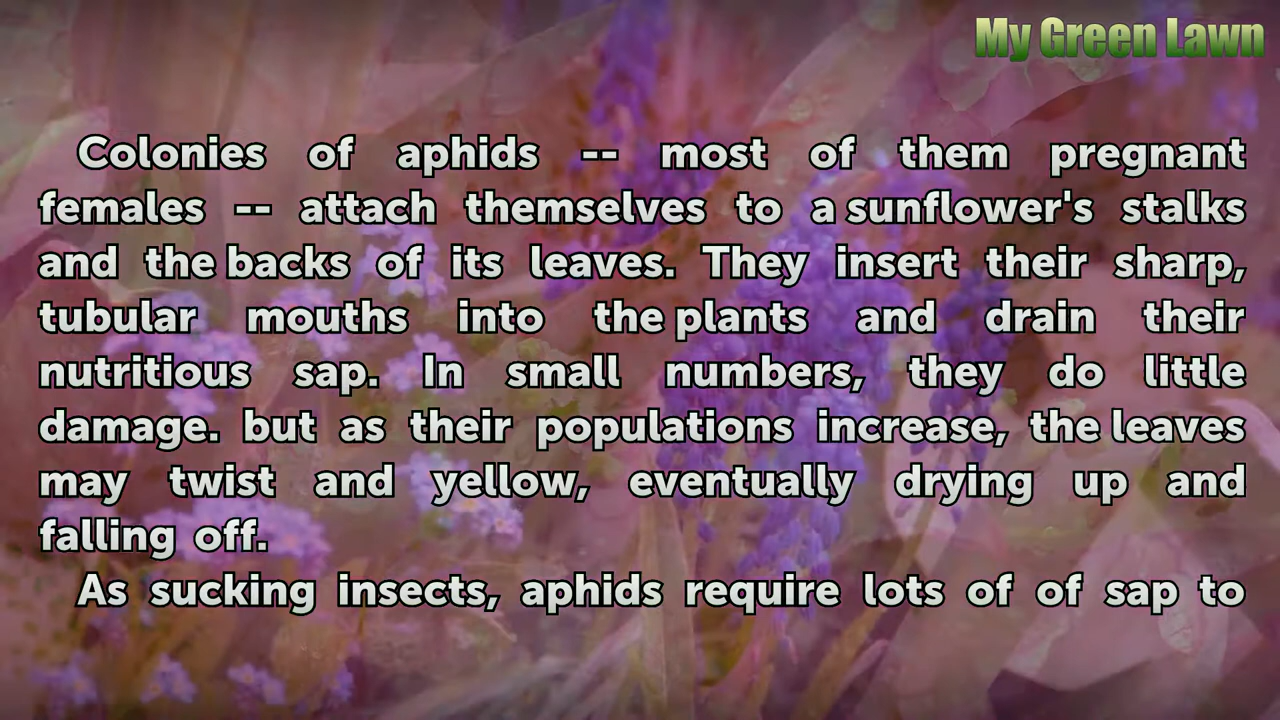 My Green Lawn
Colonies of aphids -- most of them pregnant
females -- attach themselves to a sunflower's stalks
and the backs of its leaves. They insert their sharp,
tubular mouths into the plants and drain their
nutritious sap. In small numbers, they do little
damage. but as their populations increase, the leaves
may twist and yellow, eventually drying up and
falling off.
As sucking insects, aphids require lots of of sap to